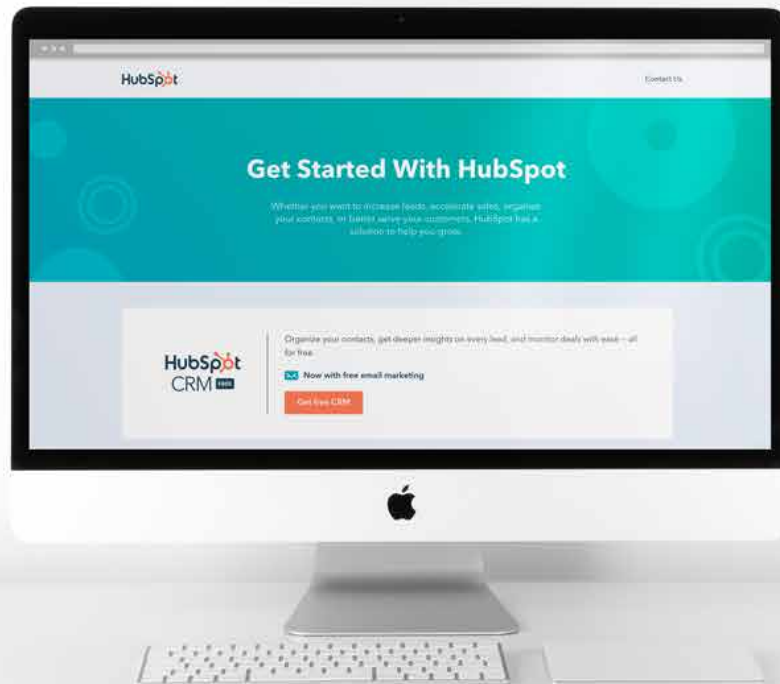 HubSpot
Contact Us
Get Started With HubSpot
Whether you want to increase leads, accelerate sales, organize
your contacts, or better serve your customers, HubSpot has a
solution to help you grow.
Organize your contacts, get deeper insights on every lead, and monitor deals with ease – all
for free.
HubSpot
CRM FREE
Now with free email marketing
Get free CRM